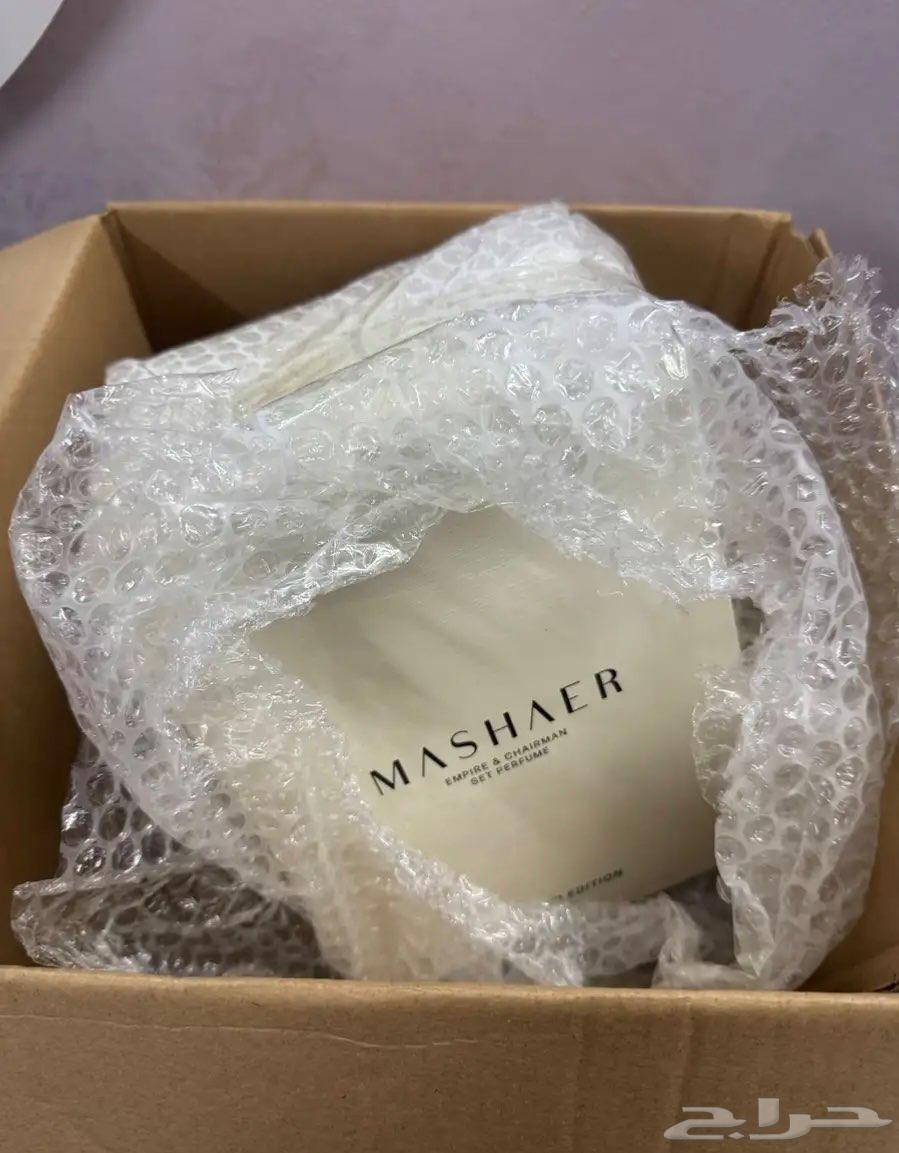 MASHAER
EMPIRE & CHAIRMAN
SET PERFUME
EDITION
حراج